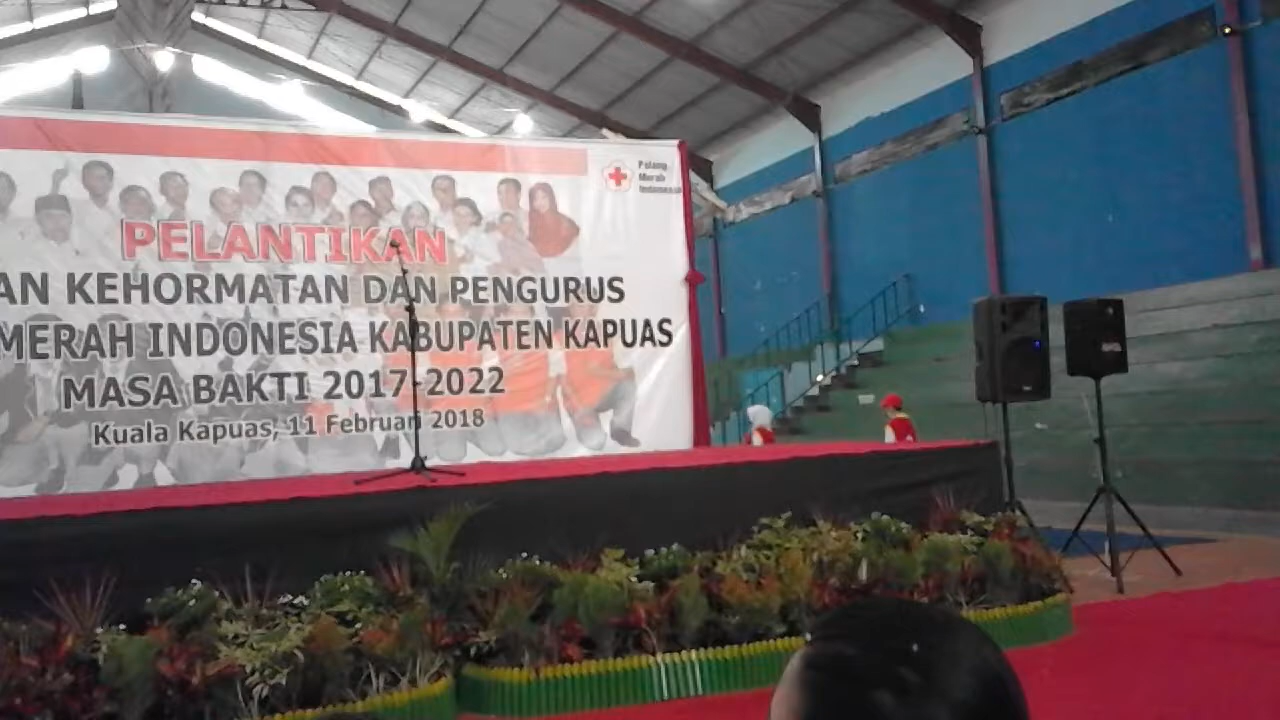 Palang
Merah
Indonesia
PELANTIKAN
AN KEHORMATAN DAN PENGURUS
MERAH INDONESIA KABUPATEN KAPUAS
MASA BAKTI 2017-2022
Kuala Kapuas, 11 Februari 2018